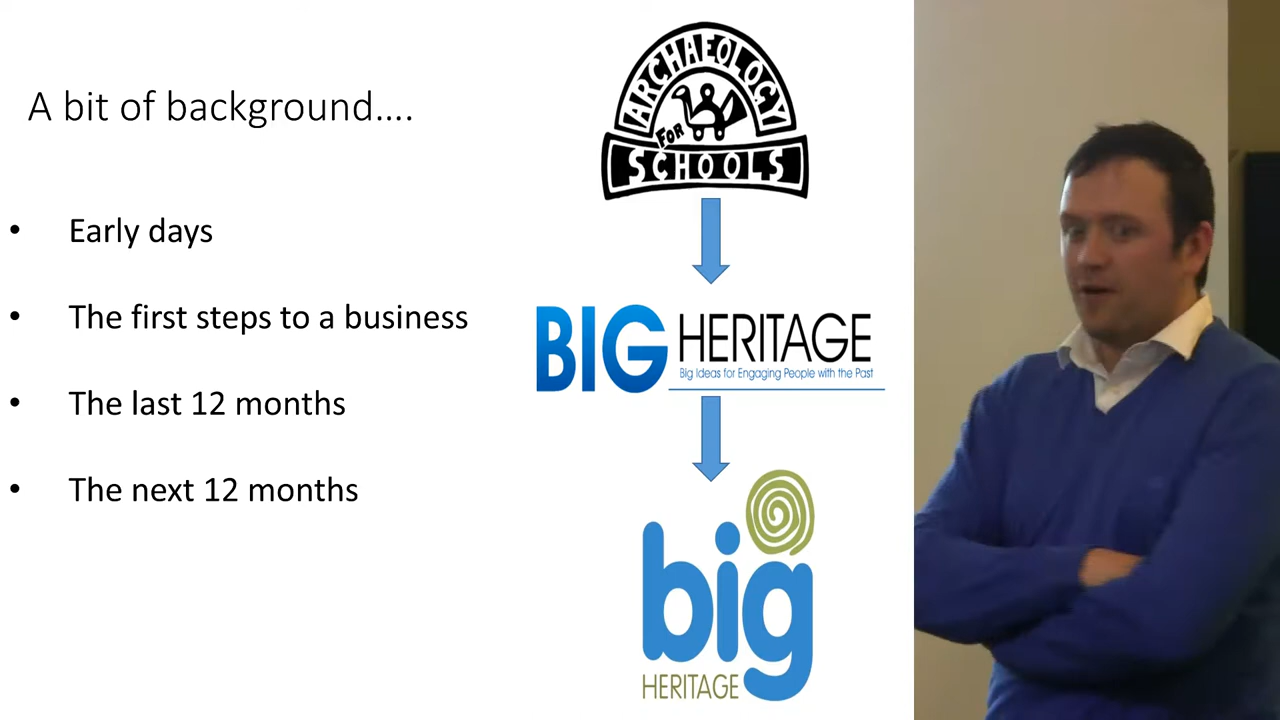 A bit of background....
• Early days
• The first steps to a business
• The last 12 months
• The next 12 months
ARCHAEOLOGY
FOR
SCHOOLS
BIG HERITAGE
Big Ideas for Engaging People with the Past
big
HERITAGE